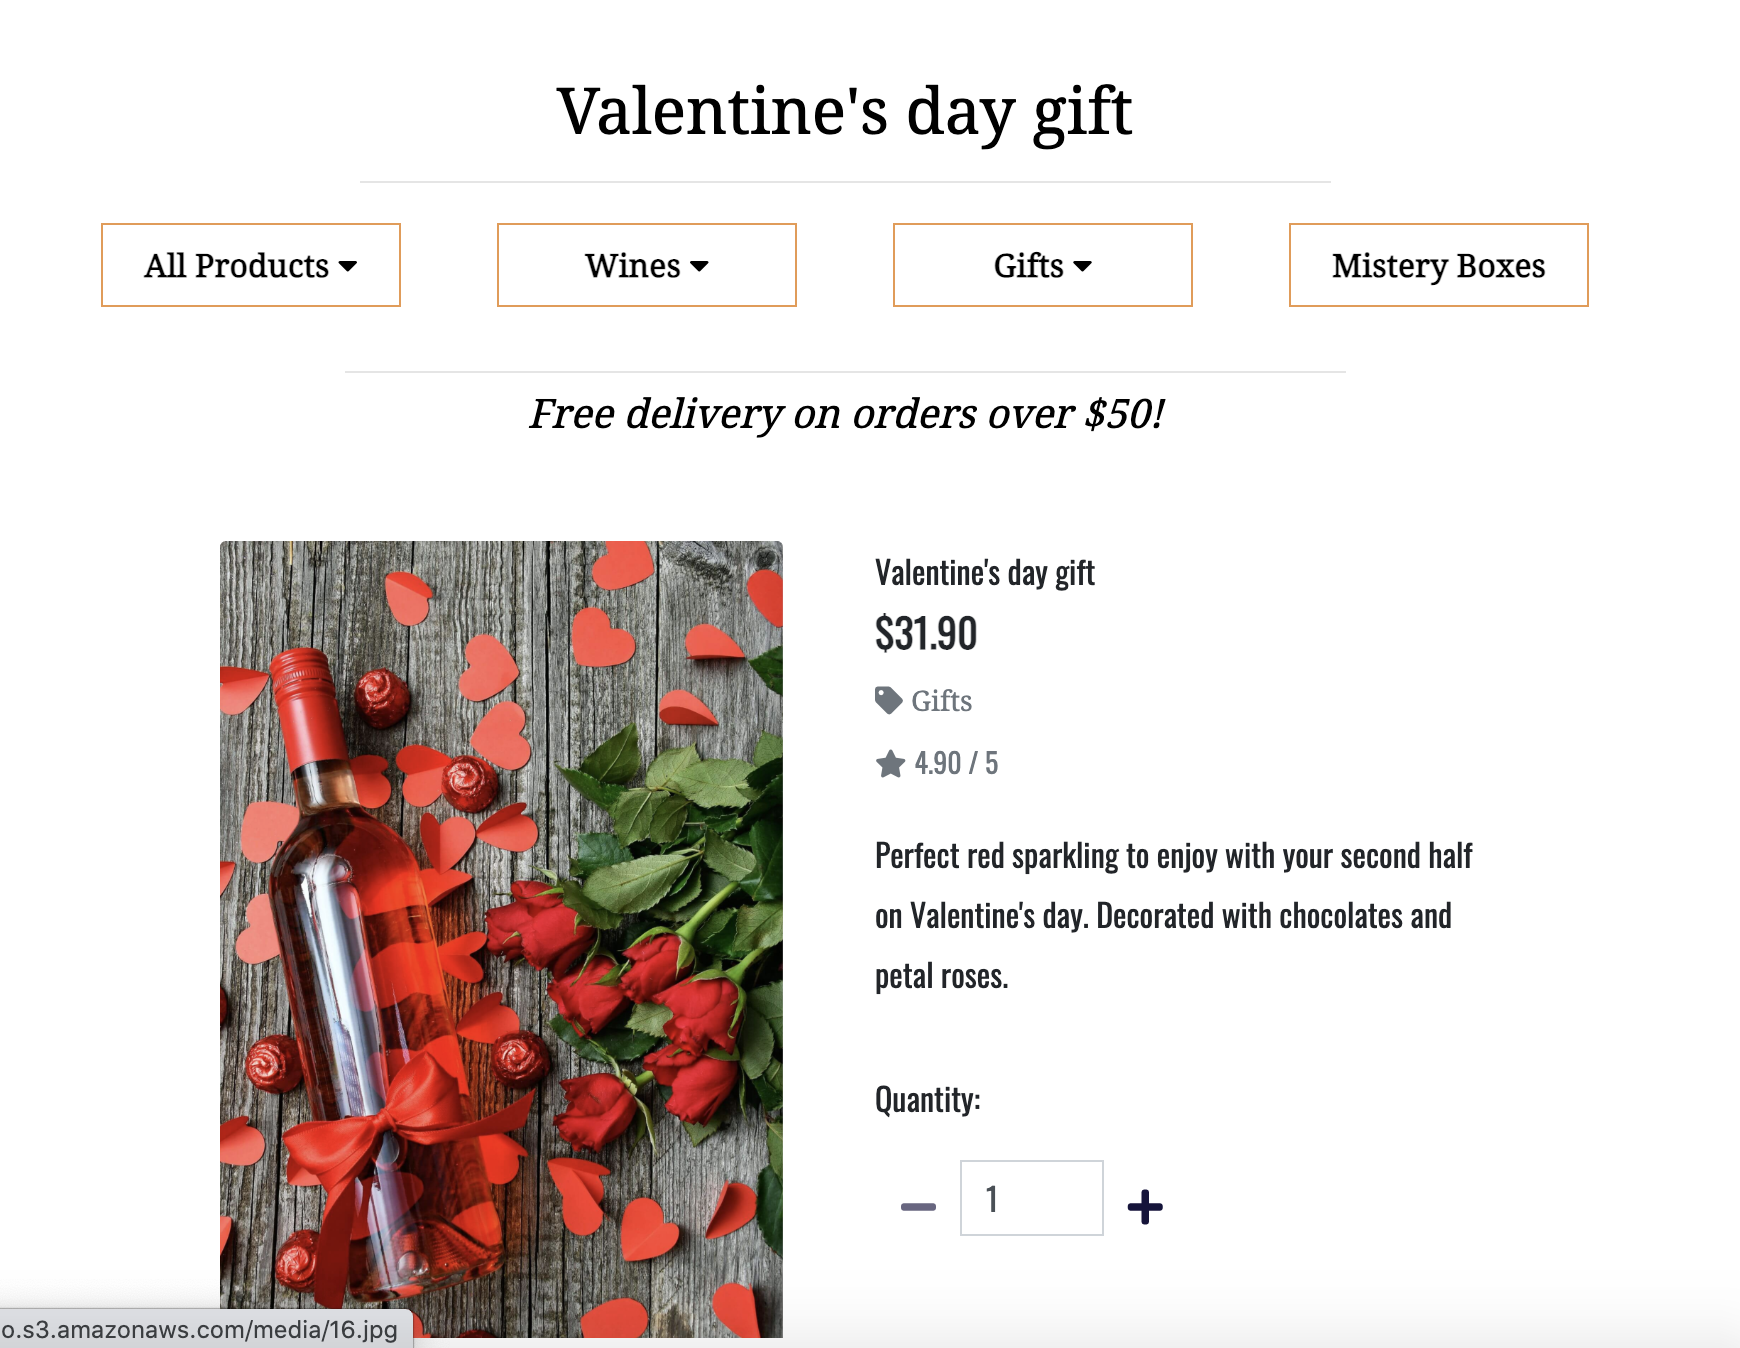 Valentine's day gift
All Products
Wines
Gifts
Mistery Boxes
Free delivery on orders over $50!
Valentine's day gift
$31.90
Gifts
4.90 / 5
Perfect red sparkling to enjoy with your second half
on Valentine's day. Decorated with chocolates and
petal roses.
Quantity:
1
o.s3.amazonaws.com/media/16.jpg